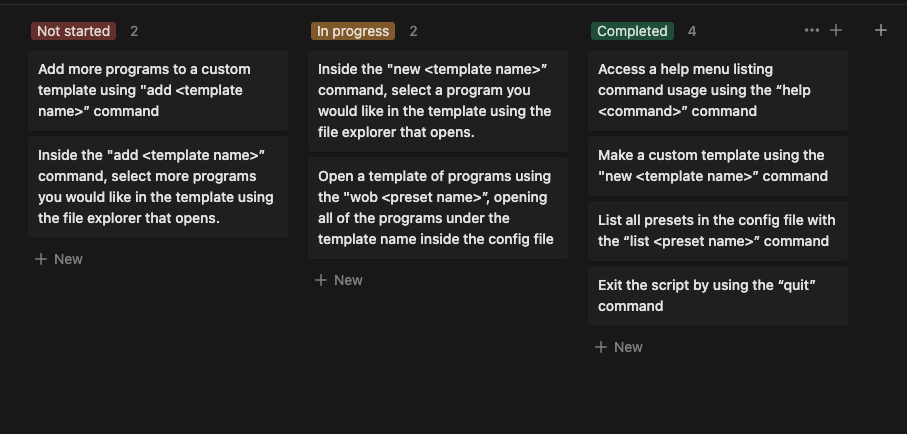 Not started 2
Add more programs to a custom
template using "add <template
name>” command
Inside the "add <template name>”
command, select more programs
you would like in the template using
the file explorer that opens.
+ New
In progress 2
Inside the "new <template name>”
command, select a program you
would like in the template using the
file explorer that opens.
Open a template of programs using
the "wob <preset name>”, opening
all of the programs under the
template name inside the config file
+ New
Completed 4 ••• + +
Access a help menu listing
command usage using the “help
<command>” command
Make a custom template using the
"new <template name>” command
List all presets in the config file with
the “list <preset name>” command
Exit the script by using the “quit”
command
+ New